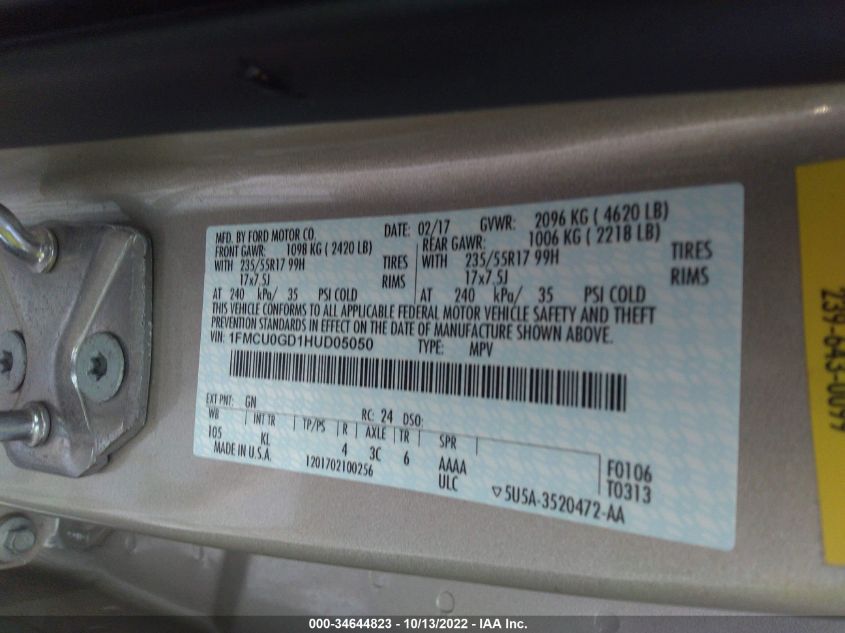 MFD. BY FORD MOTOR CO. DATE: 02/17 GVWR: 2096 KG ( 4620 LB)
FRONT GAWR: 1098 KG ( 2420 LB) REAR GAWR: 1006 KG ( 2218 LB)
WITH 235/55R17 99H TIRES WITH 235/55R17 99H TIRES
17x7.5J RIMS 17x7.5J RIMS
AT 240 kPa/ 35 PSI COLD AT 240 kPa/ 35 PSI COLD
THIS VEHICLE CONFORMS TO ALL APPLICABLE FEDERAL MOTOR VEHICLE SAFETY AND THEFT
PREVENTION STANDARDS IN EFFECT ON THE DATE OF MANUFACTURE SHOWN ABOVE.
VIN: 1FMCU0GD1HUD05050 TYPE: MPV
EXT PNT: GN RC: 24 DSO:
WB INT TR TP/PS R AXLE TR SPR
105 KL 4 3C 6 AAAA F0106
MADE IN U.S.A. 1201702100256 ULC T0313
▽5U5A-3520472-AA
239-643-0099
000-34644823 - 10/13/2022 - IAA Inc.